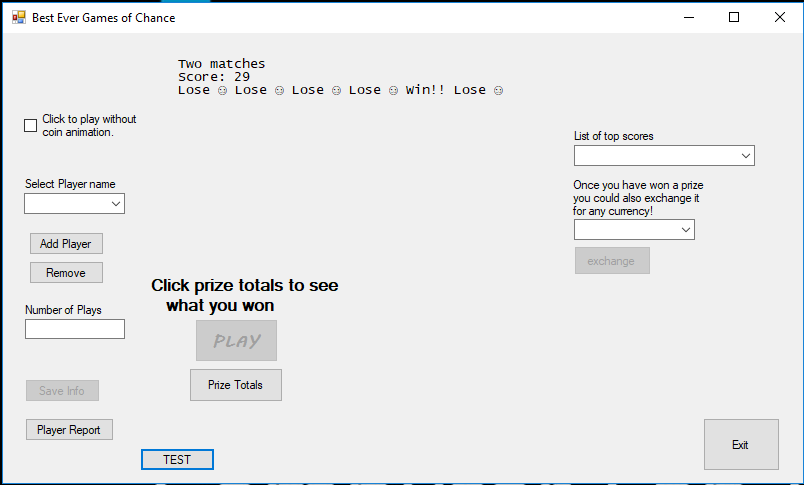 Best Ever Games of Chance
Two matches
Score: 29
Lose ☺ Lose ☺ Lose ☺ Lose ☺ Win!! Lose ☺
Click to play without
coin animation.
List of top scores
Select Player name
Once you have won a prize
you could also exchange it
for any currency!
Add Player
exchange
Remove
Click prize totals to see
what you won
Number of Plays
PLAY
Prize Totals
Save Info
Player Report
Exit
TEST